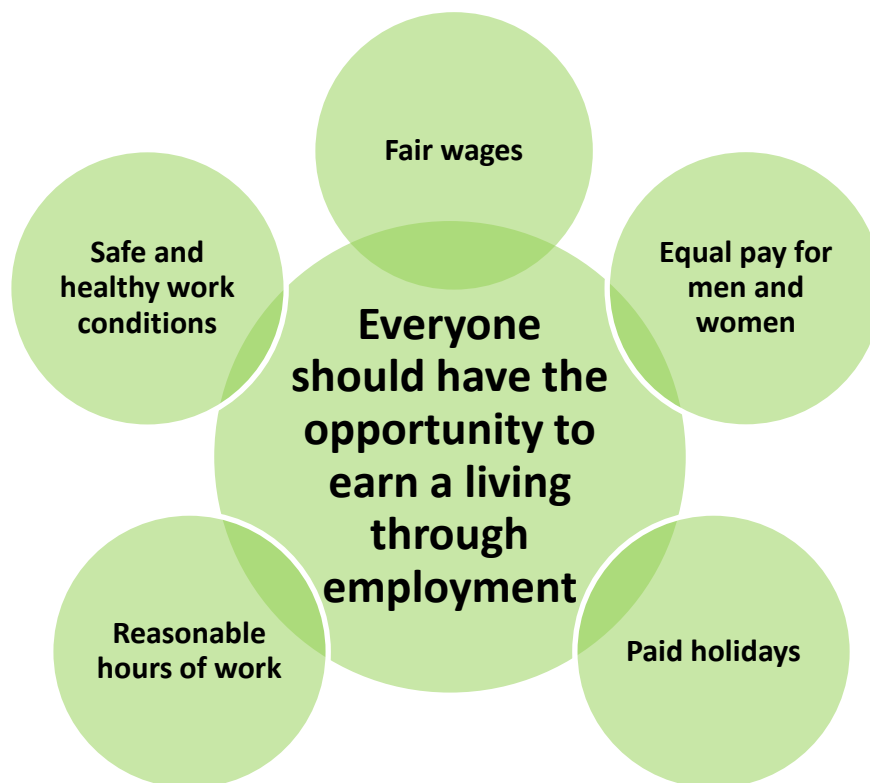 Fair wages
Safe and
healthy work
conditions
Equal pay for
men and
women
Everyone
should have the
opportunity to
earn a living
through
employment
Reasonable
hours of work
Paid holidays